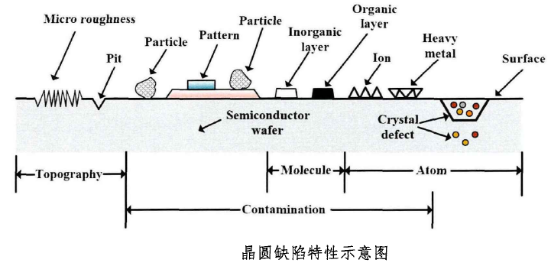 Micro roughness
Pit
Particle
Pattern
Particle
Inorganic
layer
Organic
layer
Ion
Heavy
metal
Surface
Semiconductor
wafer
Crystal
defect
Topography
Molecule
Atom
Contamination
晶圆缺陷特性示意图